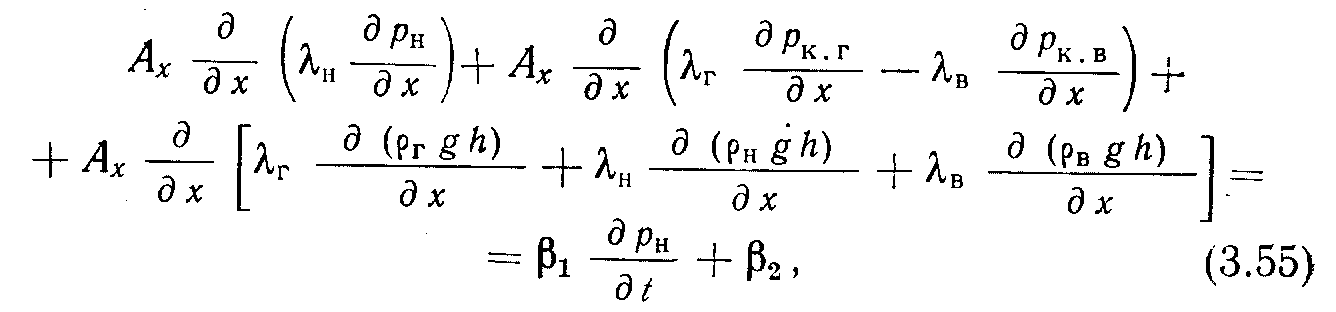 A_x ∂/∂x (λ_н ∂p_н/∂x) + A_x ∂/∂x (λ_г ∂p_к.г/∂x − λ_в ∂p_к.в/∂x) +
+ A_x ∂/∂x [λ_г ∂(ρ_г g h)/∂x + λ_н ∂(ρ_н g h)/∂x + λ_в ∂(ρ_в g h)/∂x] =
= β_1 ∂p_н/∂t + β_2, (3.55)